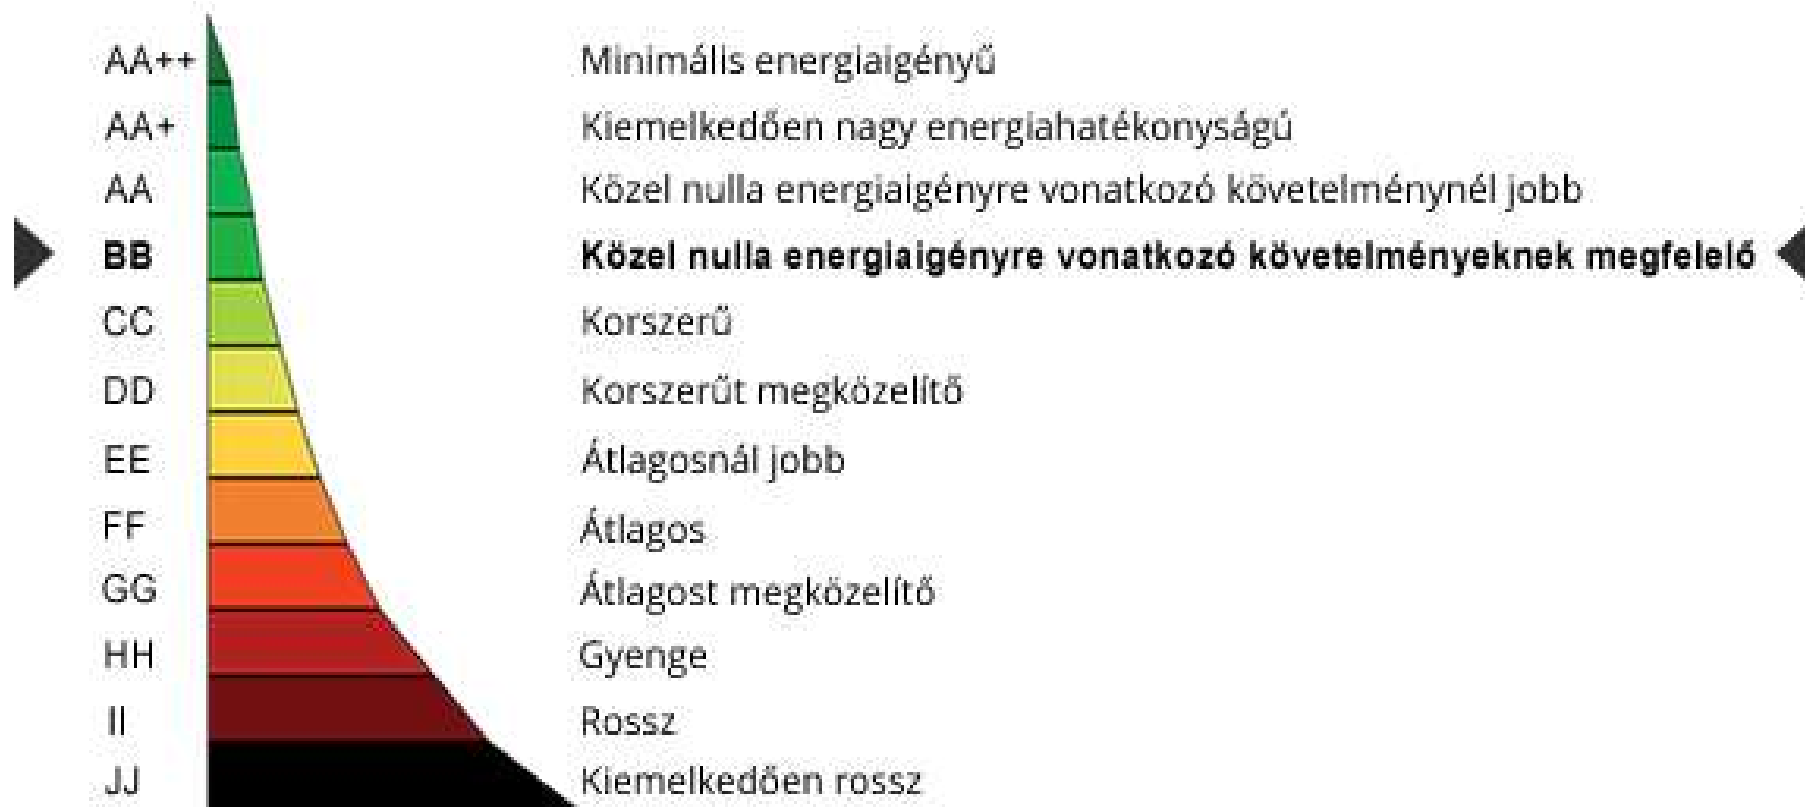 AA++ Minimális energiaigényű
AA+ Kiemelkedően nagy energiahatékonyságú
AA Közel nulla energiaigényre vonatkozó követelménynél jobb
BB Közel nulla energiaigényre vonatkozó követelményeknek megfelelő
CC Korszerű
DD Korszerűt megközelítő
EE Átlagosnál jobb
FF Átlagos
GG Átlagost megközelítő
HH Gyenge
II Rossz
JJ Kiemelkedően rossz